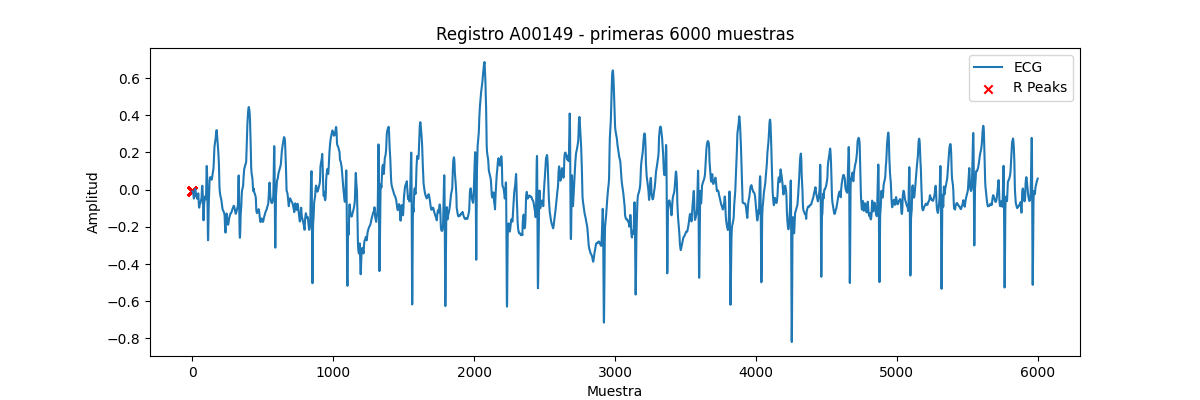 Registro A00149 - primeras 6000 muestras
ECG
R Peaks
Amplitud
0.6
0.4
0.2
0.0
−0.2
−0.4
−0.6
−0.8
0 1000 2000 3000 4000 5000 6000
Muestra